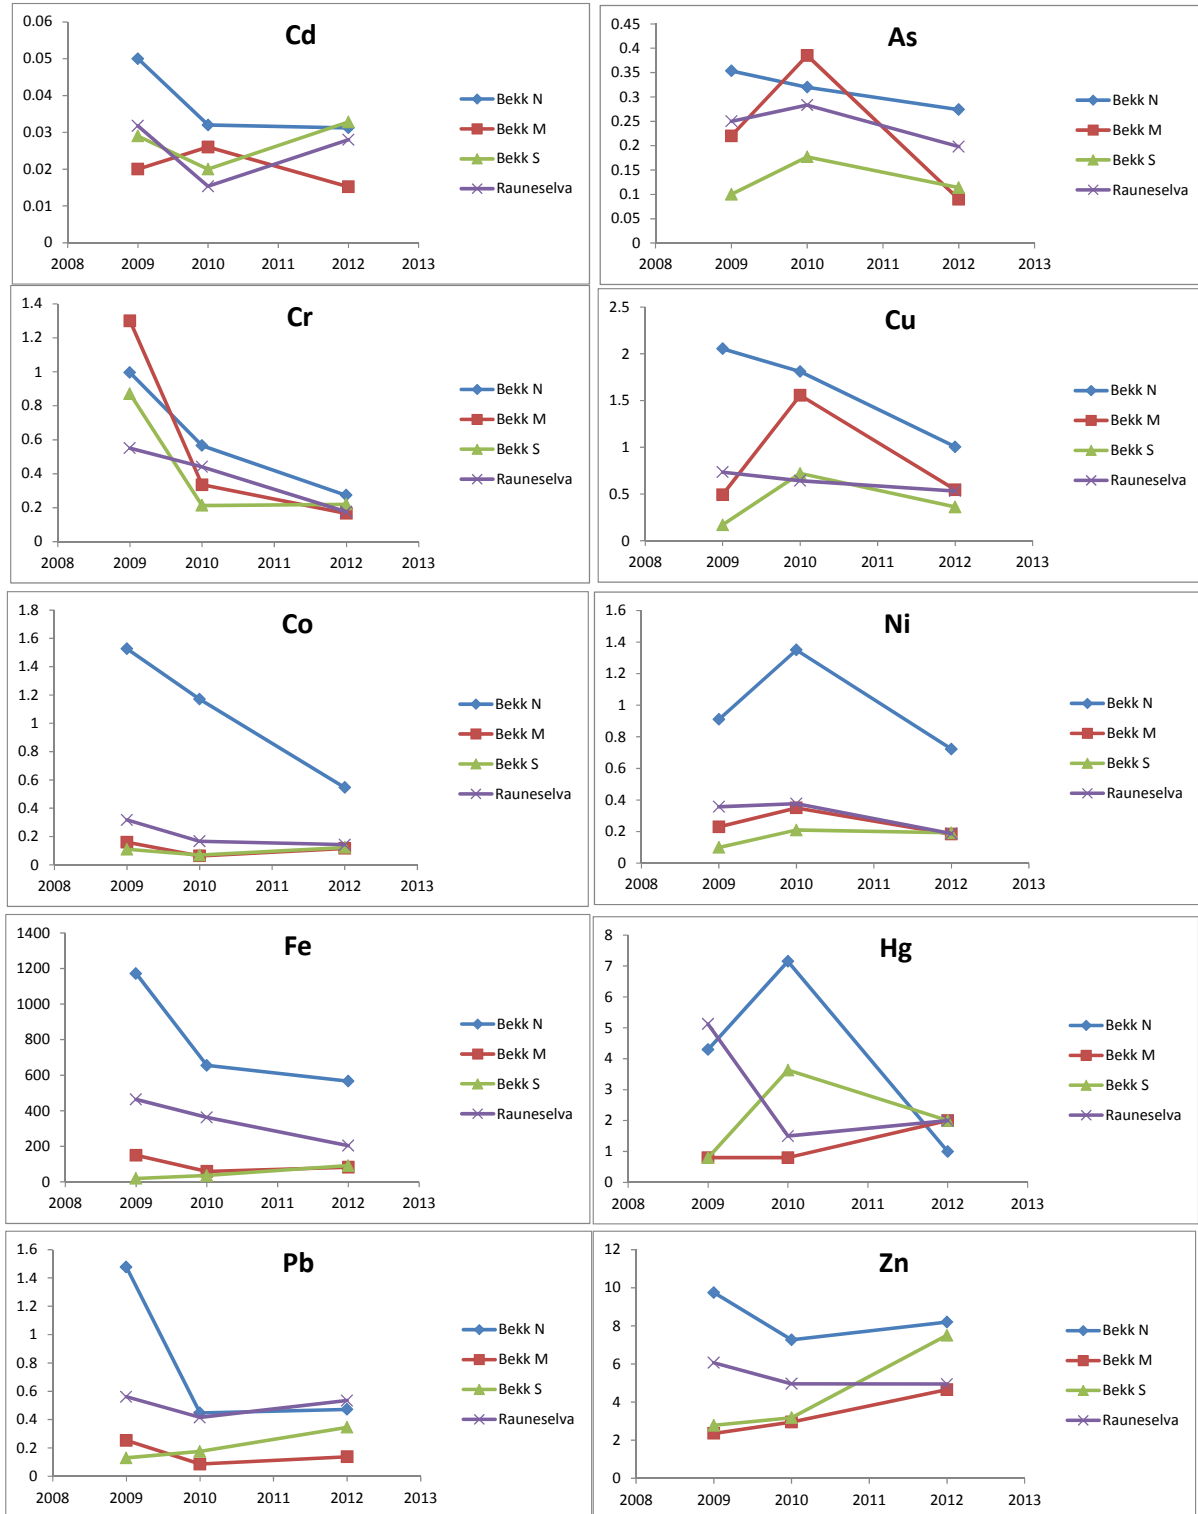 Cd
0.06
0.05
0.04
0.03
0.02
0.01
0
2008 2009 2010 2011 2012 2013
Bekk N
Bekk M
Bekk S
Rauneselva
As
0.45
0.4
0.35
0.3
0.25
0.2
0.15
0.1
0.05
0
2008 2009 2010 2011 2012 2013
Bekk N
Bekk M
Bekk S
Rauneselva
Cr
1.4
1.2
1
0.8
0.6
0.4
0.2
0
2008 2009 2010 2011 2012 2013
Bekk N
Bekk M
Bekk S
Rauneselva
Cu
2.5
2
1.5
1
0.5
0
2008 2009 2010 2011 2012 2013
Bekk N
Bekk M
Bekk S
Rauneselva
Co
1.8
1.6
1.4
1.2
1
0.8
0.6
0.4
0.2
0
2008 2009 2010 2011 2012 2013
Bekk N
Bekk M
Bekk S
Rauneselva
Ni
1.6
1.4
1.2
1
0.8
0.6
0.4
0.2
0
2008 2009 2010 2011 2012 2013
Bekk N
Bekk M
Bekk S
Rauneselva
Fe
1400
1200
1000
800
600
400
200
0
2008 2009 2010 2011 2012 2013
Bekk N
Bekk M
Bekk S
Rauneselva
Hg
8
7
6
5
4
3
2
1
0
2008 2009 2010 2011 2012 2013
Bekk N
Bekk M
Bekk S
Rauneselva
Pb
1.6
1.4
1.2
1
0.8
0.6
0.4
0.2
0
2008 2009 2010 2011 2012 2013
Bekk N
Bekk M
Bekk S
Rauneselva
Zn
12
10
8
6
4
2
0
2008 2009 2010 2011 2012 2013
Bekk N
Bekk M
Bekk S
Rauneselva